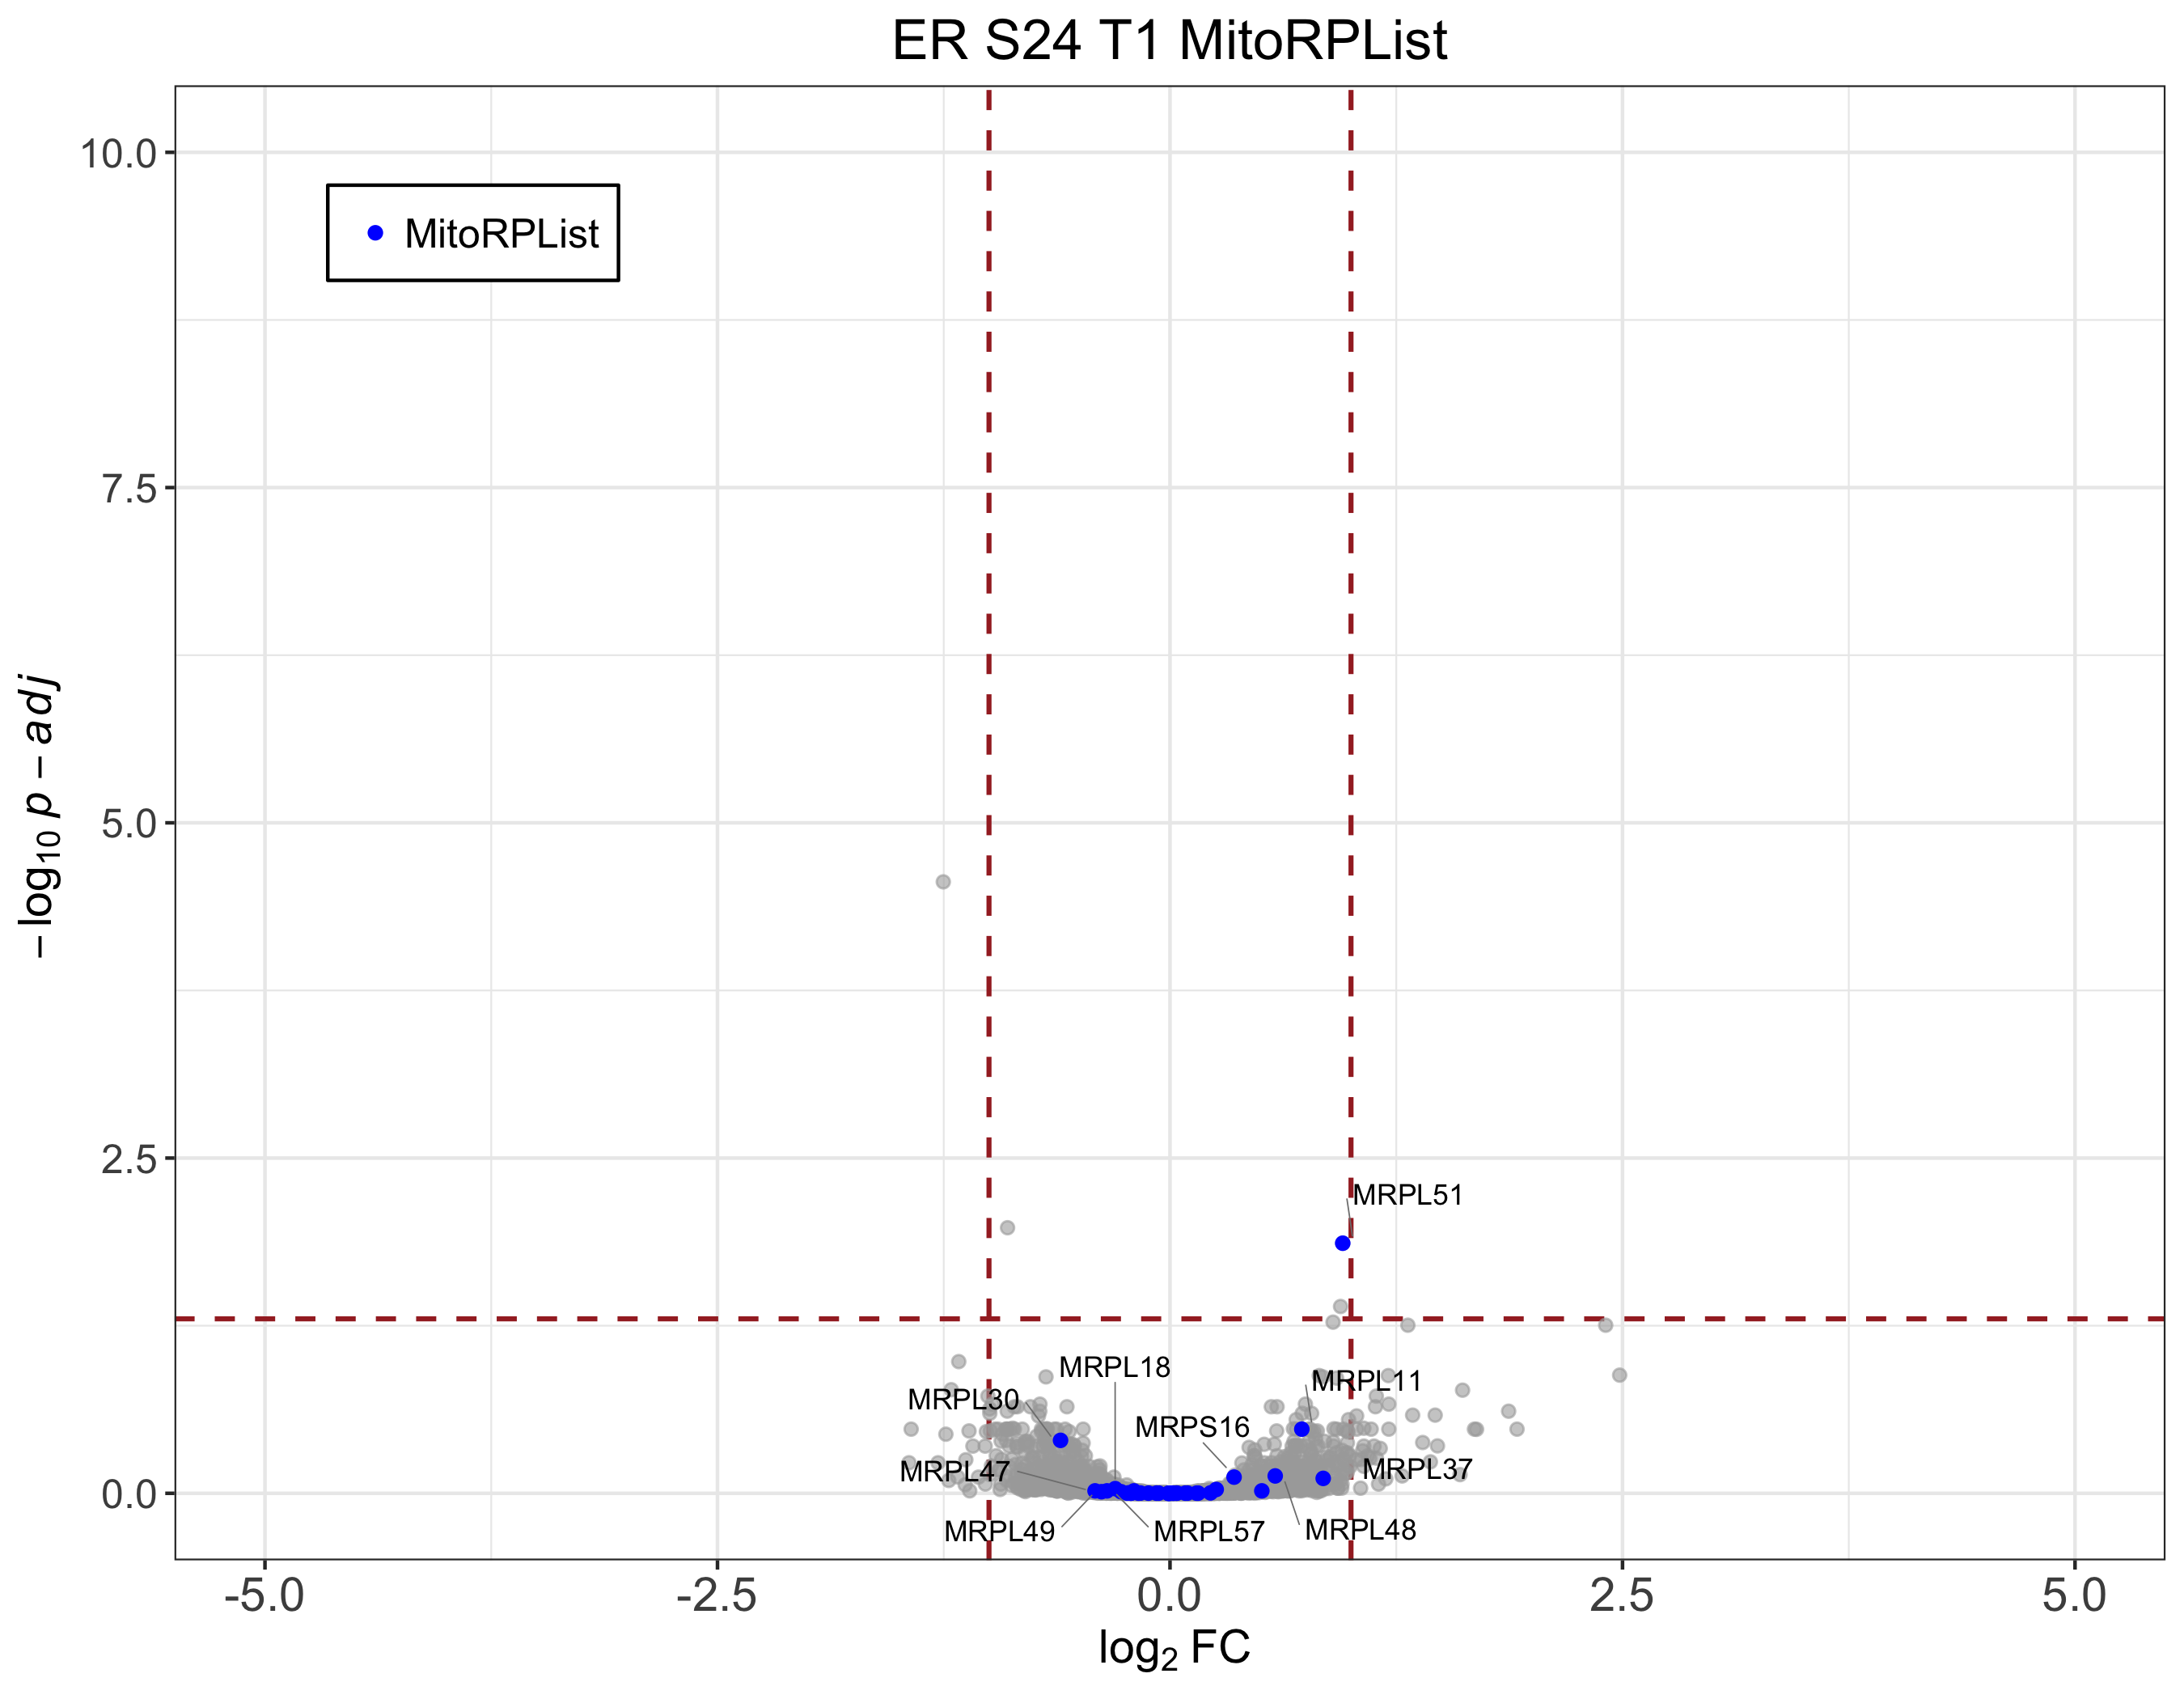 ER S24 T1 MitoRPList
10.0
MitoRPList
7.5
5.0
2.5
0.0
−log10 p − adj
MRPL51
MRPL18
MRPL11
MRPL30
MRPS16
MRPL47
MRPL37
MRPL49
MRPL57
MRPL48
-5.0
-2.5
0.0
2.5
5.0
log2 FC